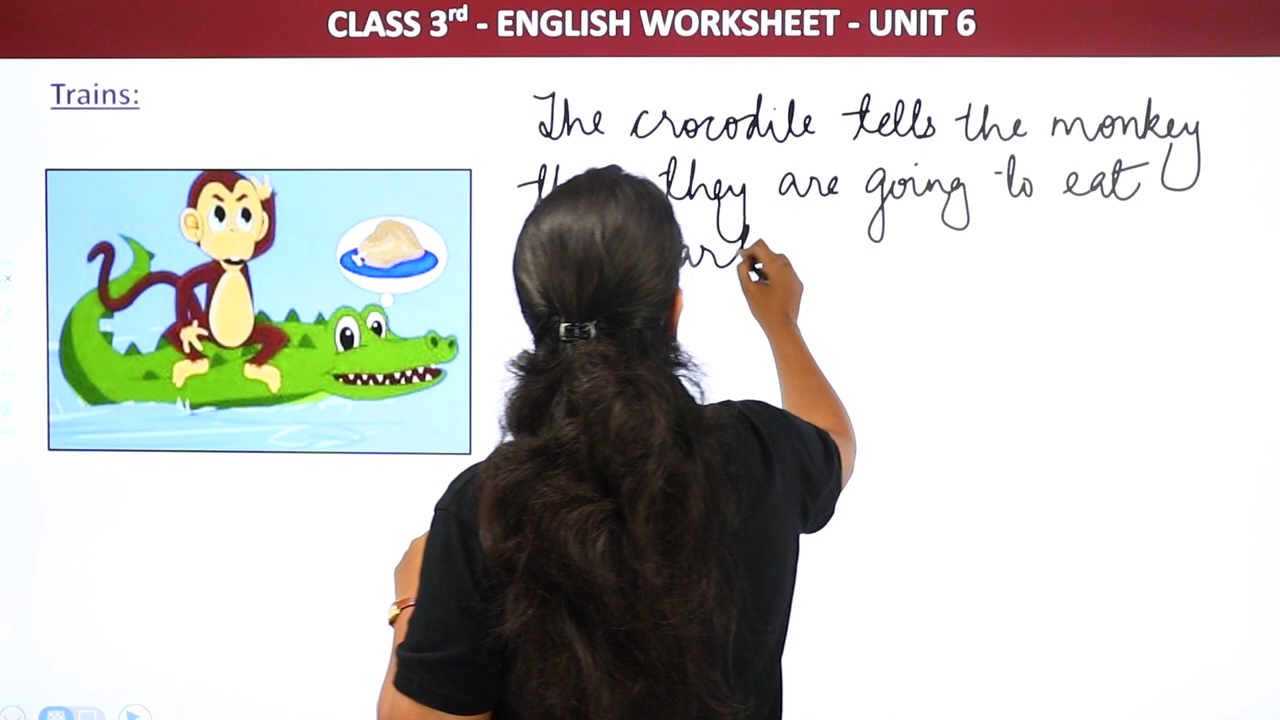 CLASS 3rd - ENGLISH WORKSHEET - UNIT 6
Trains:
The crocodile tells the monkey
they are going to eat